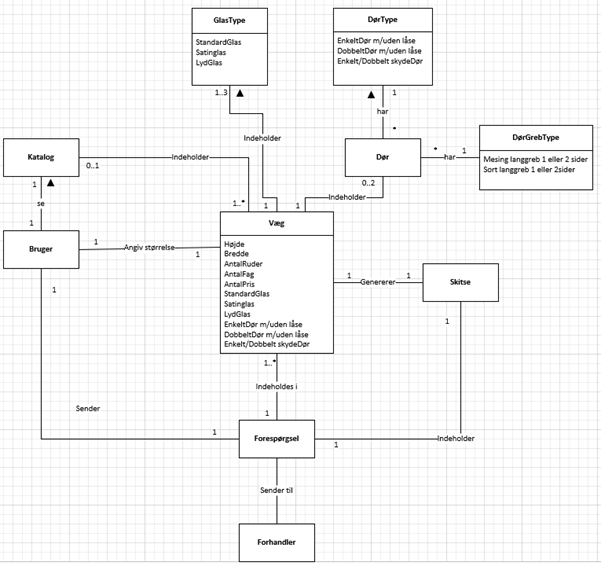 GlasType
StandardGlas
Satinglas
LydGlas
DørType
EnkeltDør m/uden låse
DobbeltDør m/uden låse
Enkelt/Dobbelt skydeDør
1..3
1
Indeholder
har
*
DørGrebType
Mesing langgreb 1 eller 2 sider
Sort langgreb 1 eller 2sider
Katalog
Indeholder
0..1
Dør
*
har
1
0..2
Indeholder
1
se
1
1..*
1
1
Bruger
1
Angiv størrelse
1
Væg
Højde
Bredde
AntalRuder
AntalFag
AntalPris
StandardGlas
Satinglas
LydGlas
EnkeltDør m/uden låse
DobbeltDør m/uden låse
Enkelt/Dobbelt skydeDør
1
Genererer
1
Skitse
1
1
1..*
Indeholdes i
1
Sender
1
Forespørgsel
1
Indeholder
Sender til
Forhandler